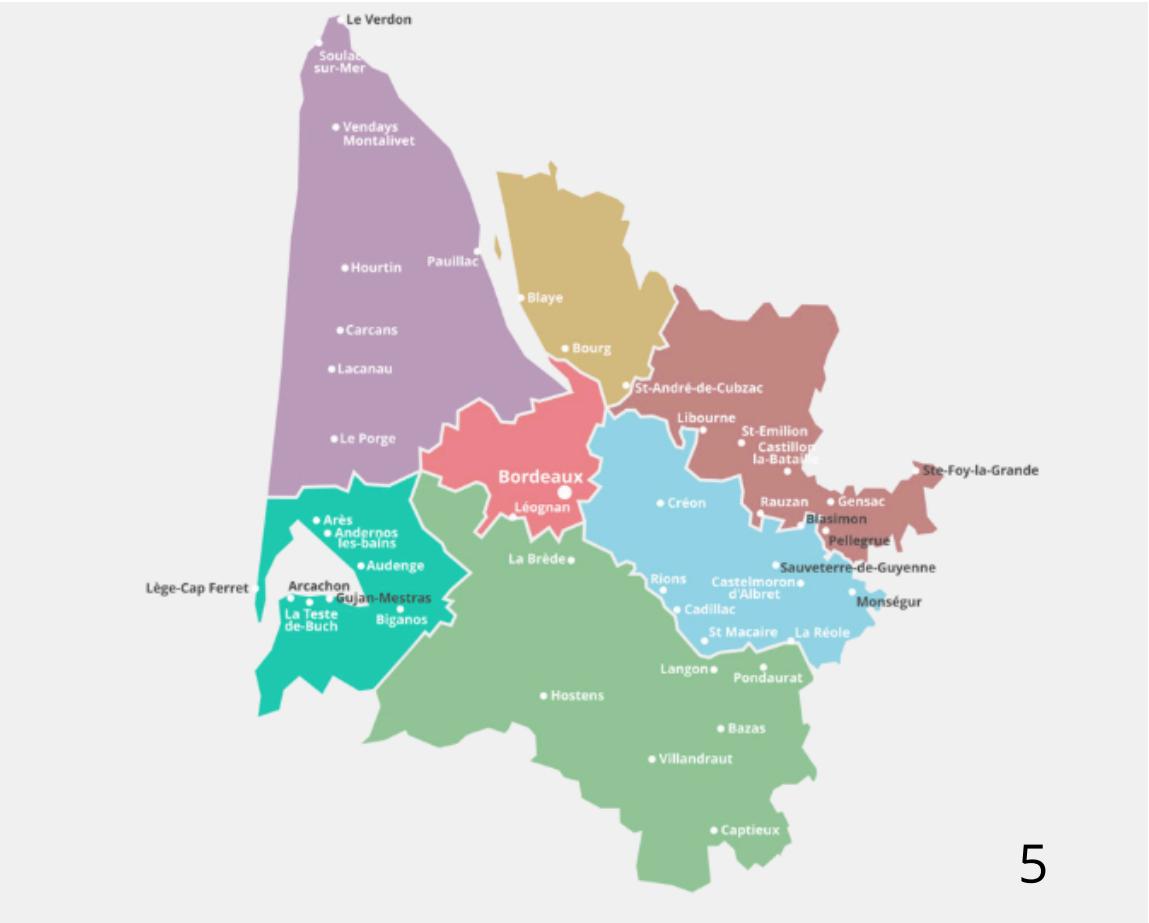 Le Verdon
Soulac
sur-Mer
Vendays
Montalivet
Pauillac
Hourtin
Blaye
Carcans
Bourg
Lacanau
St-André-de-Cubzac
Libourne
St-Emilion
Le Porge
Castillon
la-Bataille
Ste-Foy-la-Grande
Bordeaux
Créon
Rauzan
Gensac
Léognan
Arès
Blasimon
Andernos
les-bains
Pellegrue
La Brède
Audenge
Sauveterre-de-Guyenne
Rions
Castelmoron
d'Albret
Lège-Cap Ferret
Arcachon
Gujan-Mestras
Monségur
Cadillac
La Teste
de-Buch
Biganos
St Macaire
La Réole
Langon
Pondaurat
Hostens
Bazas
Villandraut
Captieux
5